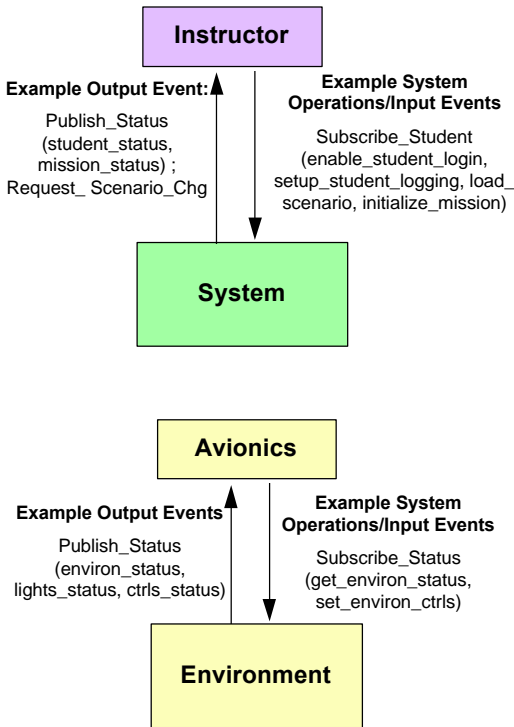 Instructor
Example Output Event:
Publish_Status
(student_status,
mission_status) ;
Request_ Scenario_Chg
Example System
Operations/Input Events
Subscribe_Student
(enable_student_login,
setup_student_logging, load_
scenario, initialize_mission)
System
Avionics
Example Output Events
Publish_Status
(environ_status,
lights_status, ctrls_status)
Example System
Operations/Input Events
Subscribe_Status
(get_environ_status,
set_environ_ctrls)
Environment